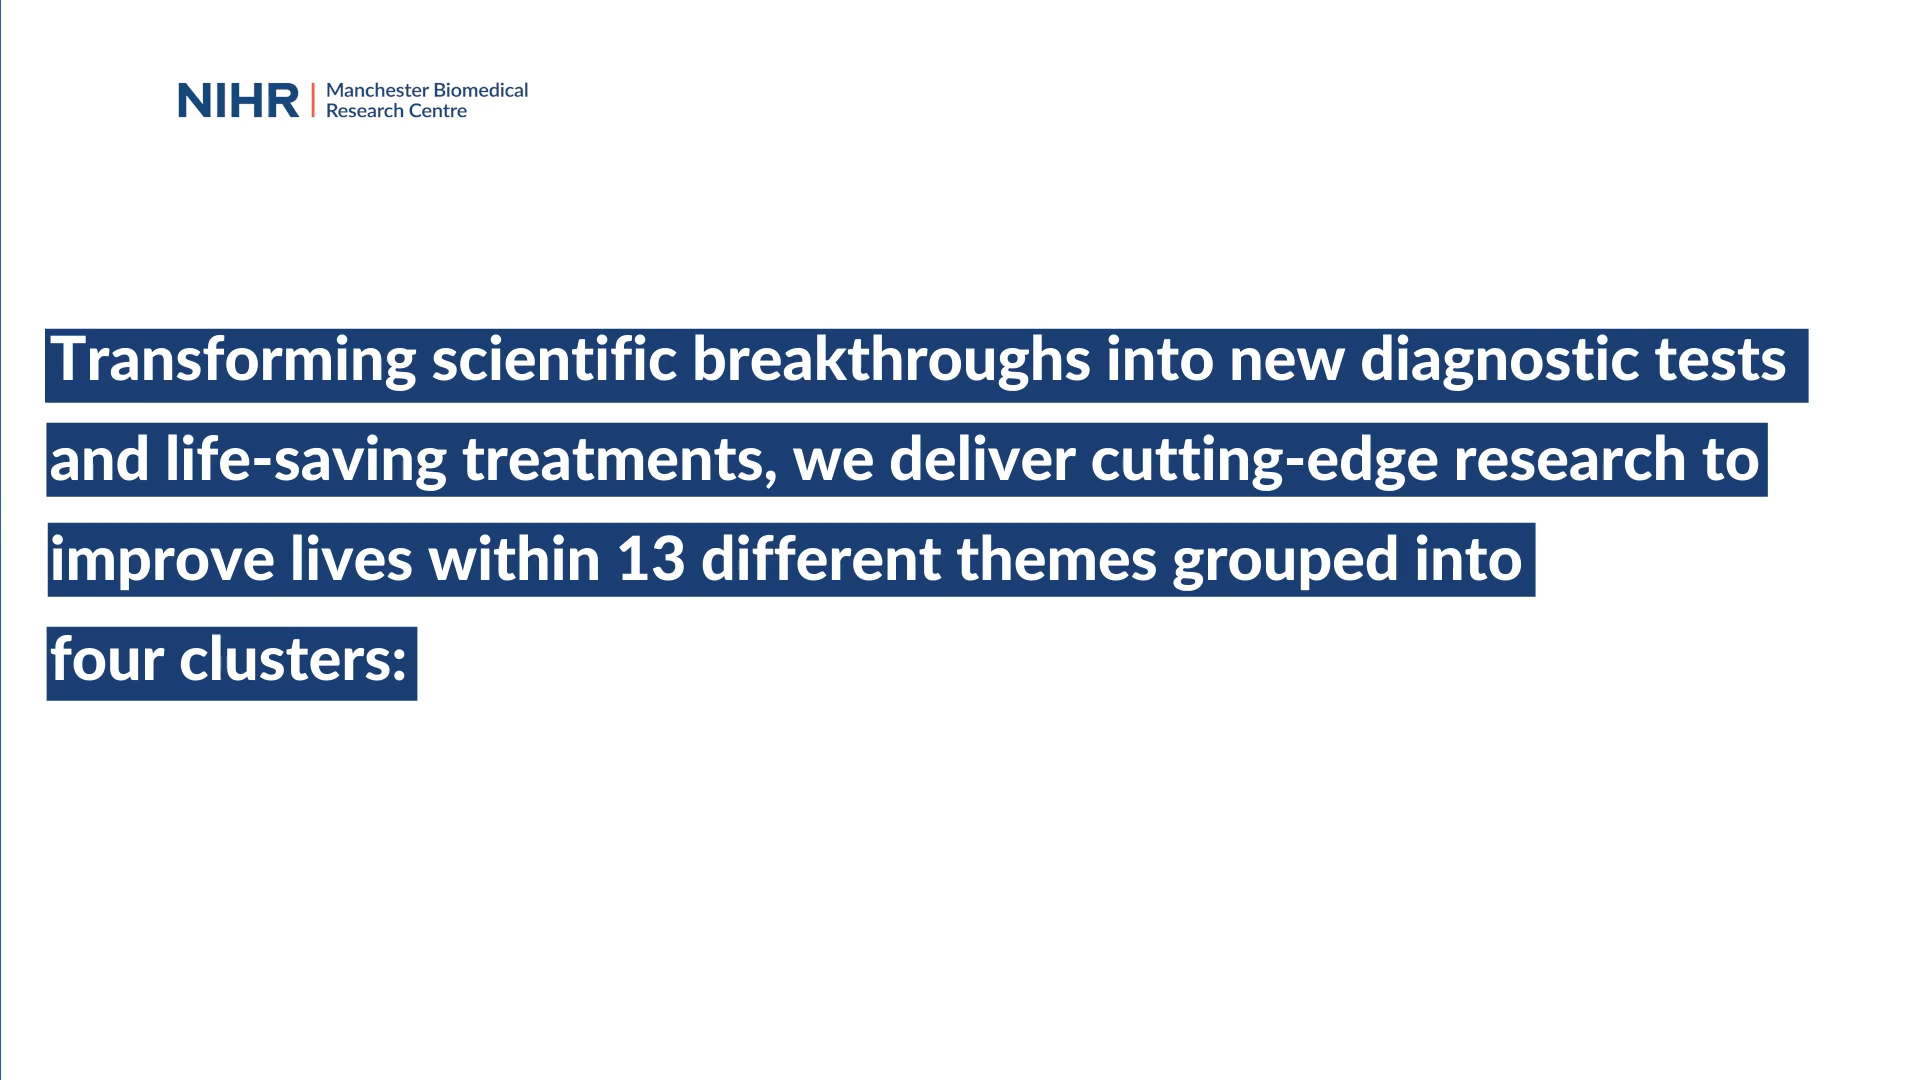 NIHR | Manchester Biomedical
Research Centre
Transforming scientific breakthroughs into new diagnostic tests
and life-saving treatments, we deliver cutting-edge research to
improve lives within 13 different themes grouped into
four clusters: